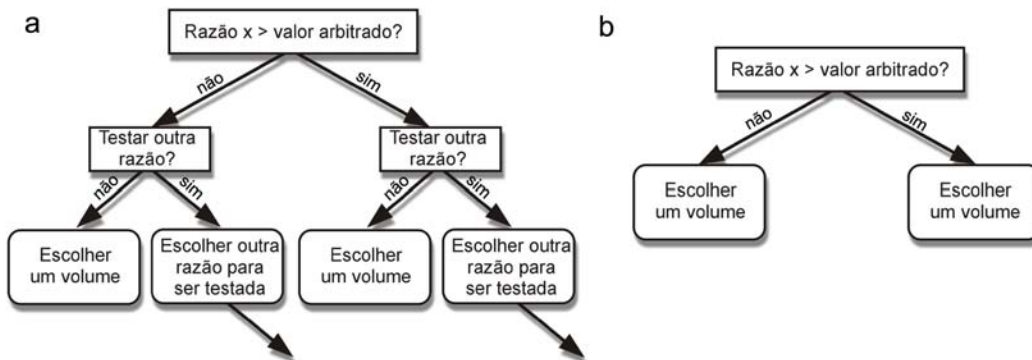 a
Razão x > valor arbitrado?
não
sim
Testar outra
razão?
Testar outra
razão?
não
sim
não
sim
Escolher
um volume
Escolher outra
razão para
ser testada
Escolher
um volume
Escolher outra
razão para
ser testada
b
Razão x > valor arbitrado?
não
sim
Escolher
um volume
Escolher
um volume